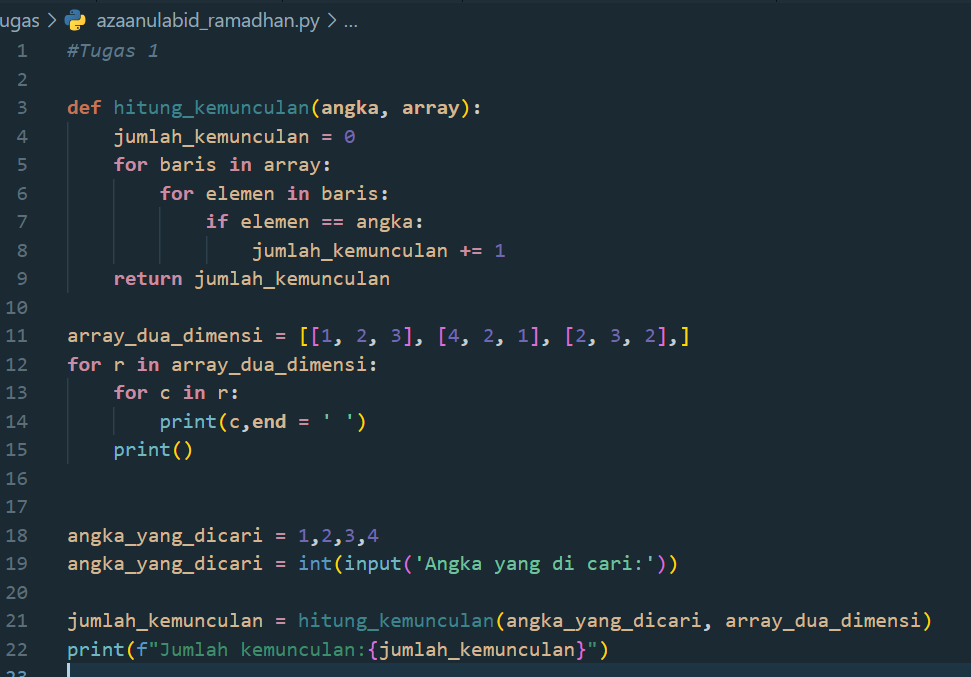 ugas > azaanulabid_ramadhan.py > ...
1 #Tugas 1
2
3 def hitung_kemunculan(angka, array):
4     jumlah_kemunculan = 0
5     for baris in array:
6         for elemen in baris:
7             if elemen == angka:
8                 jumlah_kemunculan += 1
9     return jumlah_kemunculan
10
11 array_dua_dimensi = [[1, 2, 3], [4, 2, 1], [2, 3, 2],]
12 for r in array_dua_dimensi:
13     for c in r:
14         print(c,end = ' ')
15     print()
16
17
18 angka_yang_dicari = 1,2,3,4
19 angka_yang_dicari = int(input('Angka yang di cari:'))
20
21 jumlah_kemunculan = hitung_kemunculan(angka_yang_dicari, array_dua_dimensi)
22 print(f"Jumlah kemunculan:{jumlah_kemunculan}")
23